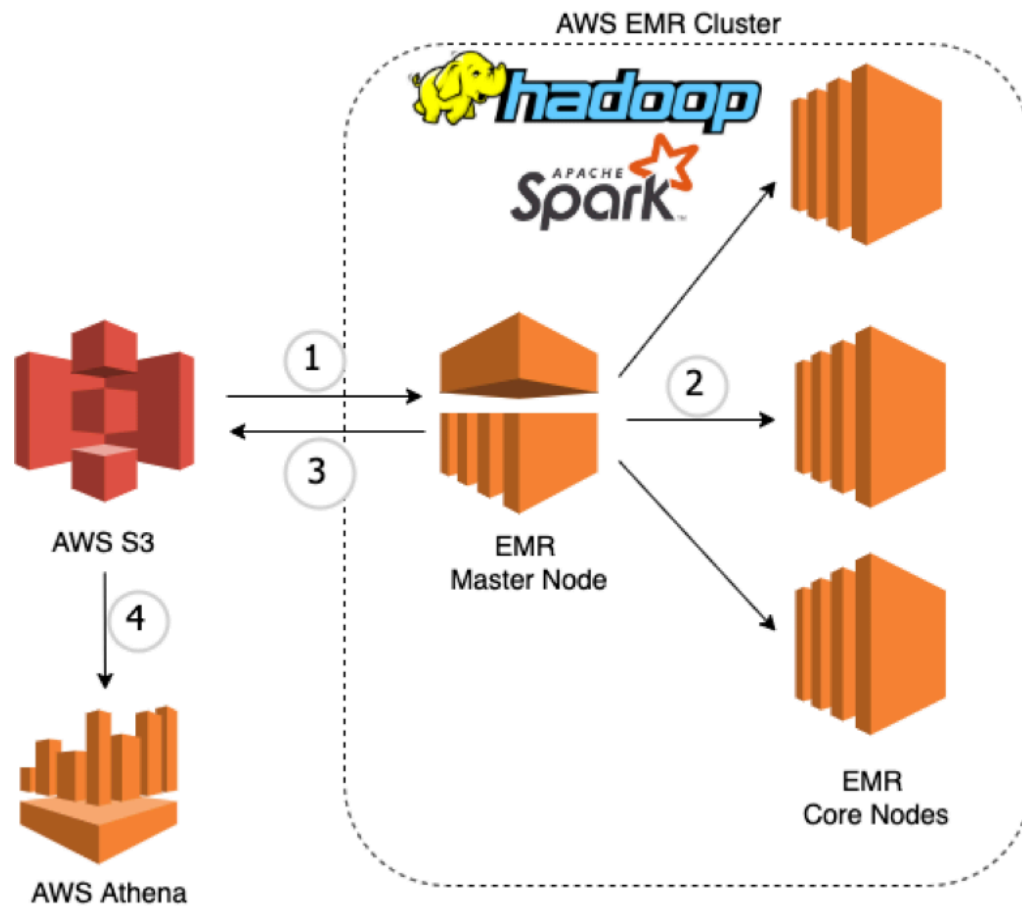 AWS EMR Cluster
hadoop
APACHE
Spark™
1
2
3
AWS S3
EMR
Master Node
4
EMR
Core Nodes
AWS Athena